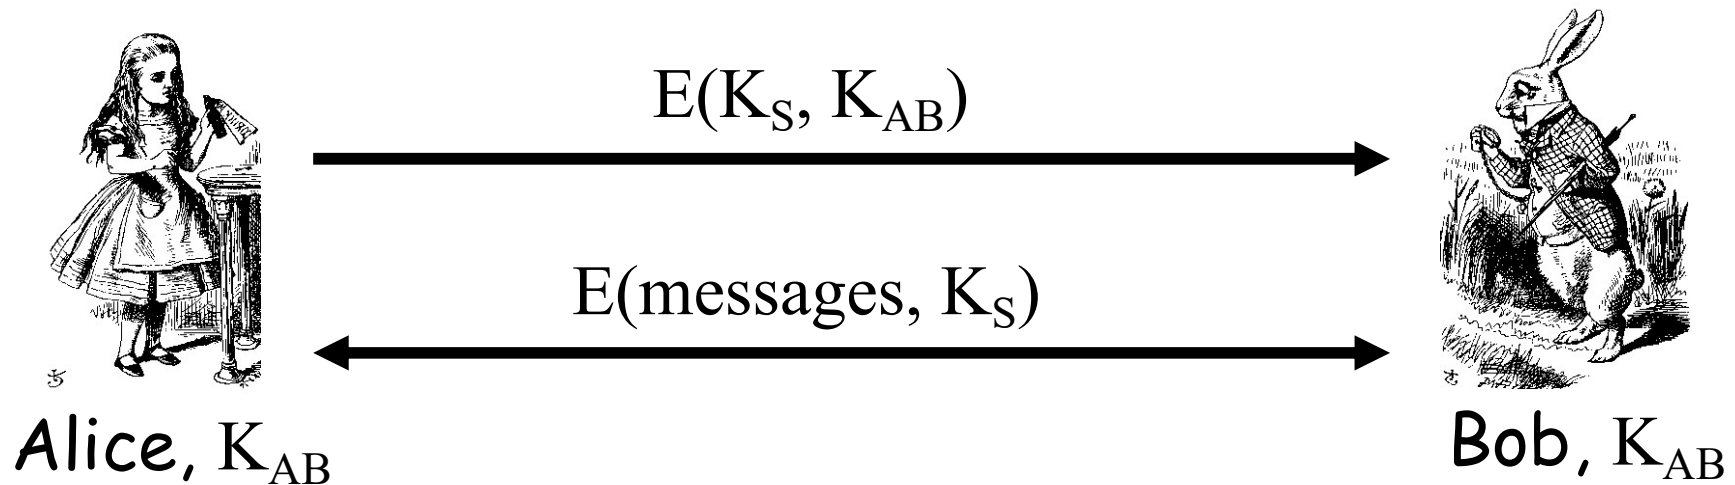 E(K_S, K_AB)
E(messages, K_S)
Alice, K_AB
Bob, K_AB